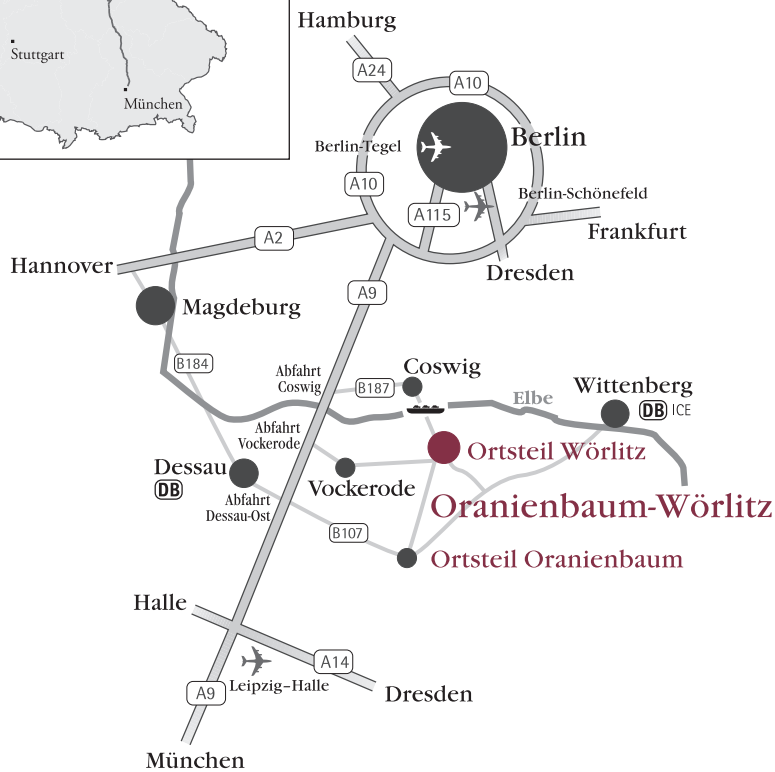 Hamburg
Stuttgart
A24
A10
München
Berlin
Berlin-Tegel
A10
Berlin-Schönefeld
A115
A2
Frankfurt
Hannover
Dresden
A9
Magdeburg
B184
Abfahrt
Coswig
B187
Coswig
Wittenberg
Elbe
DB ICE
Abfahrt
Vockerode
Ortsteil Wörlitz
Dessau
DB
Vockerode
Abfahrt
Dessau-Ost
Oranienbaum-Wörlitz
B107
Ortsteil Oranienbaum
Halle
A14
Leipzig–Halle
A9
Dresden
München